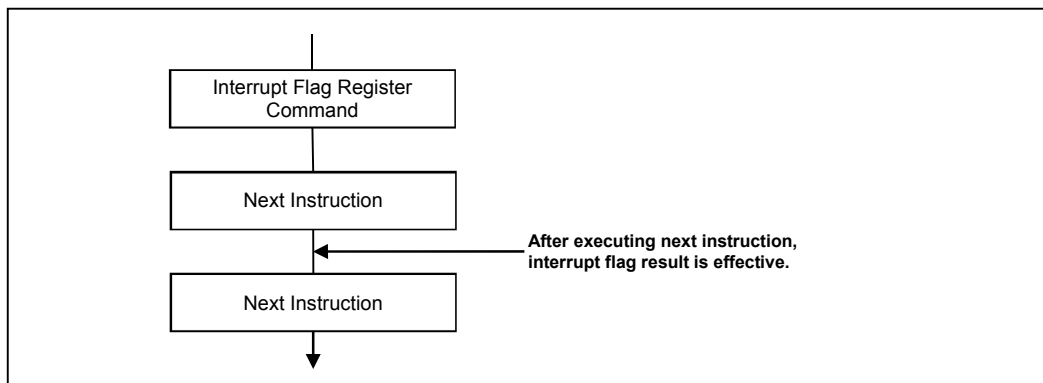 Interrupt Flag Register
Command
Next Instruction
After executing next instruction,
interrupt flag result is effective.
Next Instruction